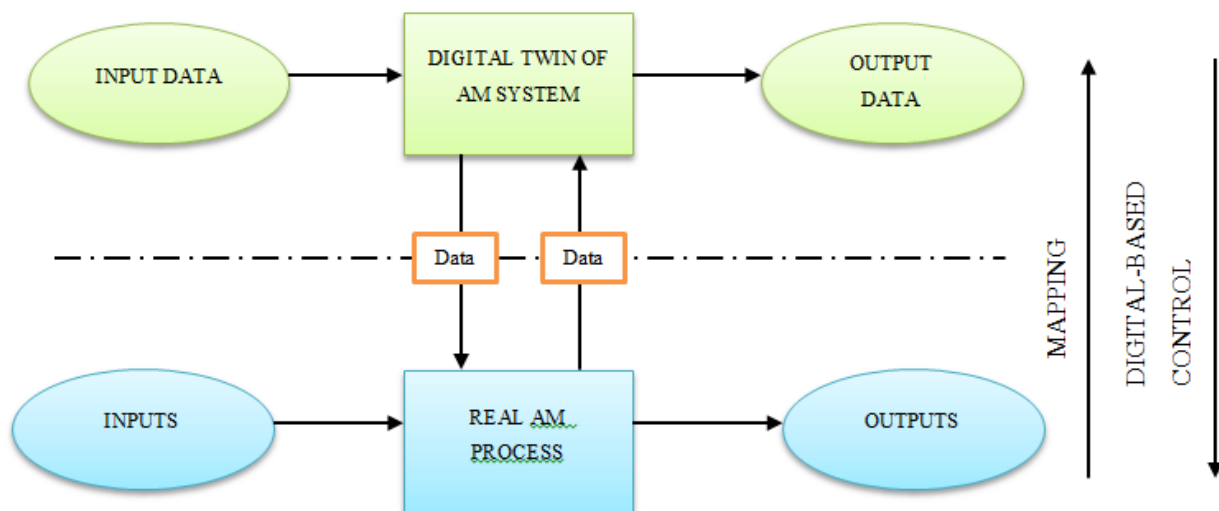 INPUT DATA
DIGITAL TWIN OF
AM SYSTEM
OUTPUT
DATA
Data
Data
MAPPING
DIGITAL-BASED
CONTROL
INPUTS
REAL AM
PROCESS
OUTPUTS